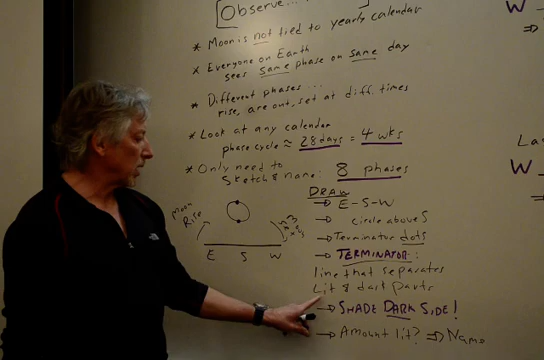 Observe...
* Moon is not tied to yearly calendar
* Everyone on Earth
sees same phase on same day
* Different phases...
rise, are out, set at diff. times
* Look at any calendar
phase cycle ≈ 28 days = 4 wks
* Only need to
sketch & name: 8 phases
DRAW
→ E-S-W
→ circle above S
→ Terminator dots
→ TERMINATOR:
line that separates
Lit & dark parts
→ SHADE DARK SIDE!
→ Amount lit? ⇒ Name
Moon
Rise
E S W
W
W